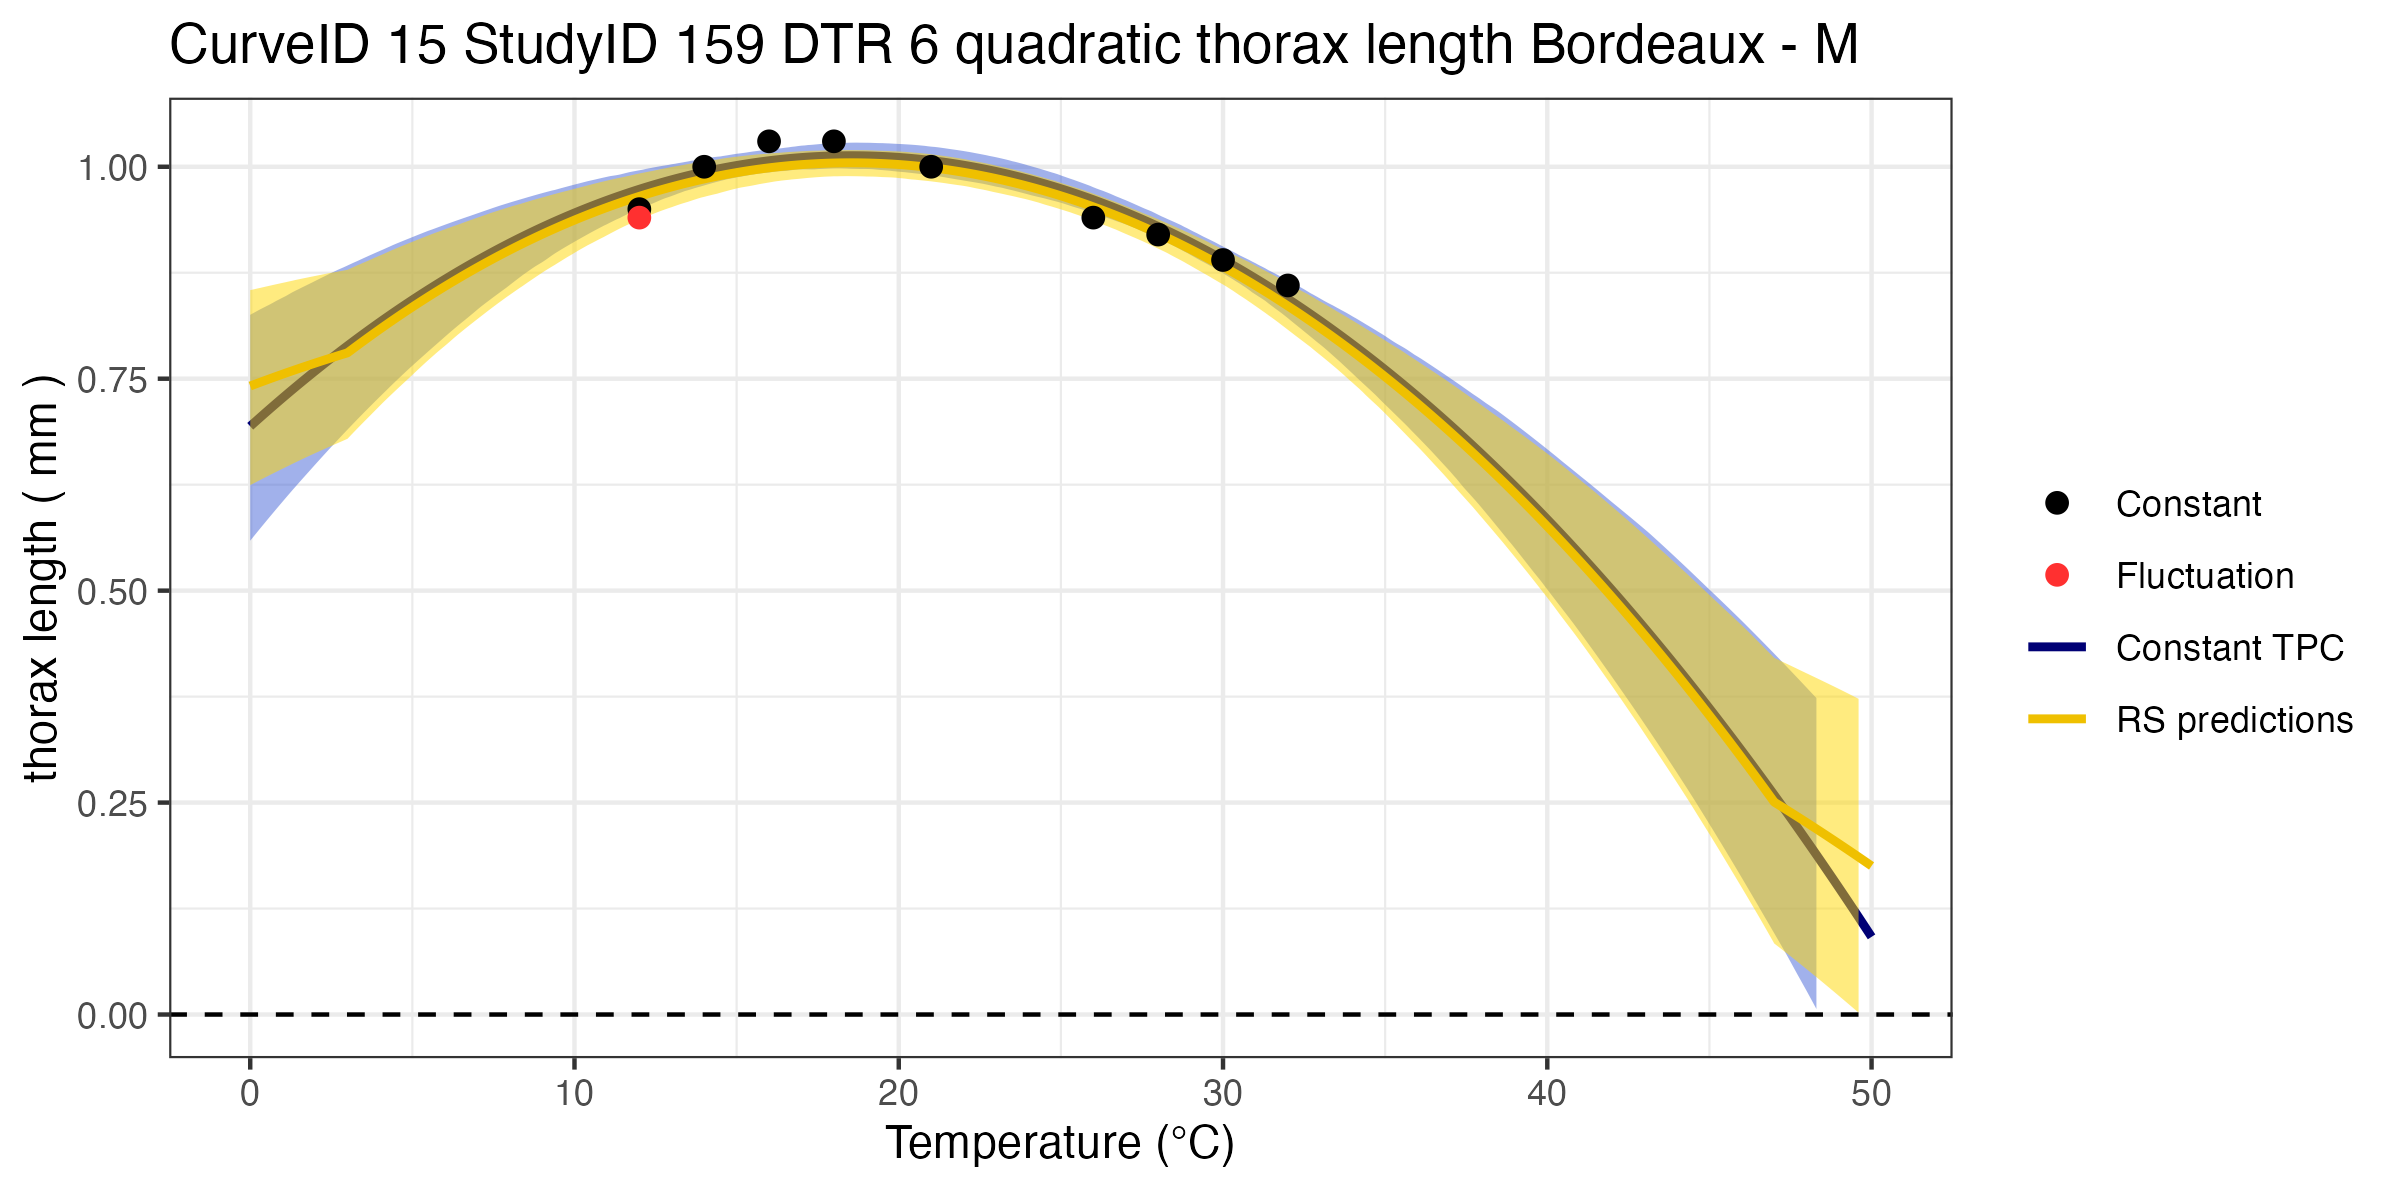 CurveID 15 StudyID 159 DTR 6 quadratic thorax length Bordeaux - M
thorax length ( mm )
1.00
0.75
0.50
0.25
0.00
0
10
20
30
40
50
Temperature (°C)
Constant
Fluctuation
Constant TPC
RS predictions